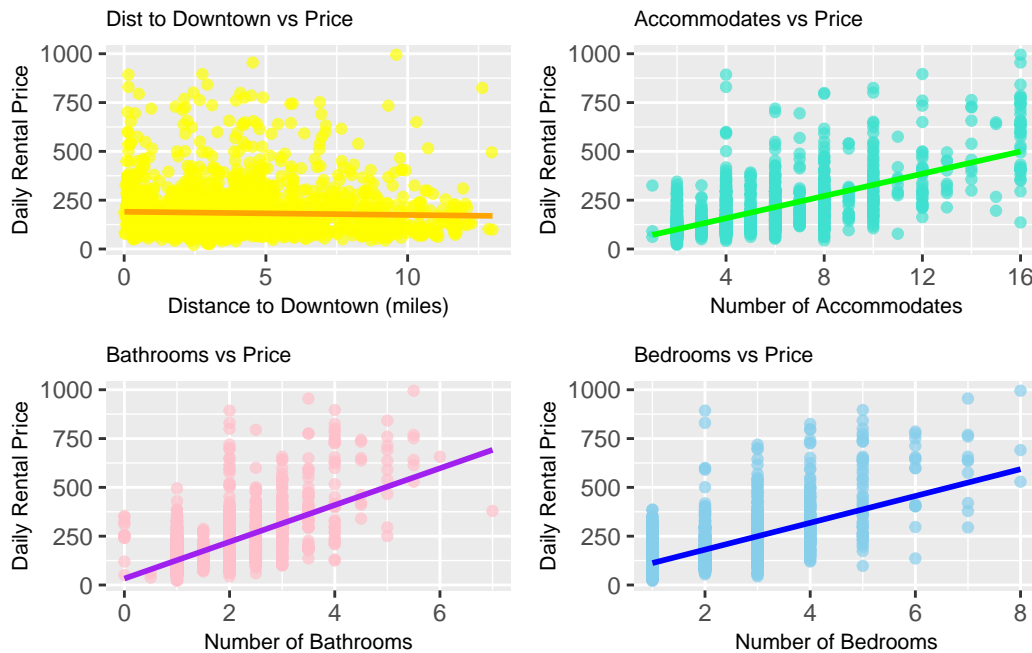 Dist to Downtown vs Price
1000
750
500
250
0
Daily Rental Price
0
5
10
Distance to Downtown (miles)
Accommodates vs Price
1000
750
500
250
0
Daily Rental Price
4
8
12
16
Number of Accommodates
Bathrooms vs Price
1000
750
500
250
0
Daily Rental Price
0
2
4
6
Number of Bathrooms
Bedrooms vs Price
1000
750
500
250
0
Daily Rental Price
2
4
6
8
Number of Bedrooms